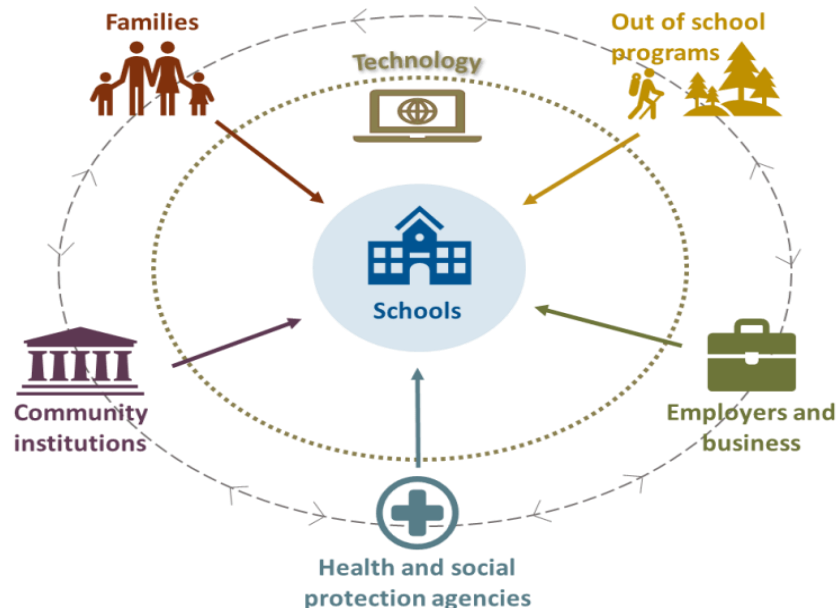 Families
Out of school
programs
Technology
Schools
Community
institutions
Employers and
business
Health and social
protection agencies